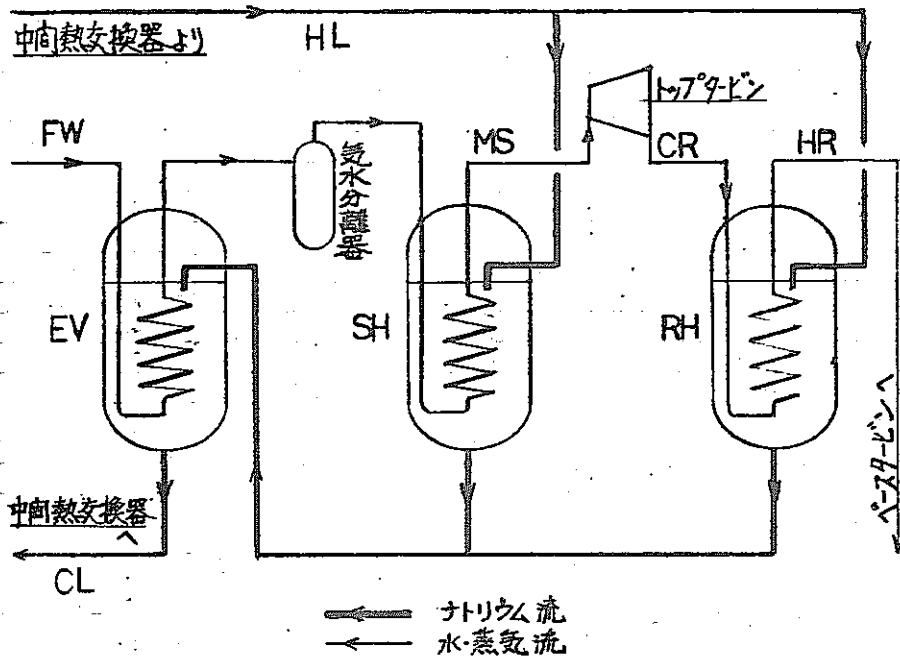 中間熱交換器より
HL
トップタービン
FW
MS
CR
HR
気水分離器
EV
SH
RH
ベースタービンへ
中間熱交換器
へ
CL
ナトリウム流
水・蒸気流